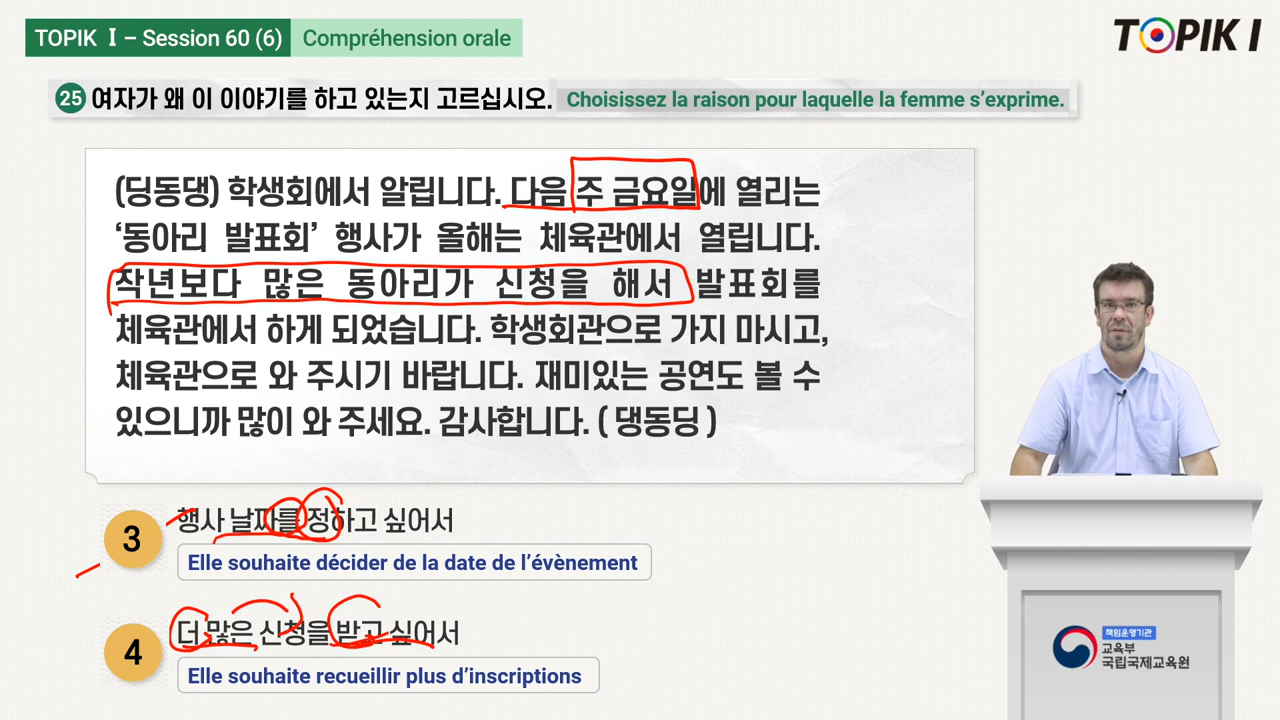 TOPIK I – Session 60 (6) Compréhension orale
TOPIK I
25 여자가 왜 이 이야기를 하고 있는지 고르십시오. Choisissez la raison pour laquelle la femme s'exprime.
(딩동댕) 학생회에서 알립니다. 다음 주 금요일에 열리는
‘동아리 발표회’ 행사가 올해는 체육관에서 열립니다.
작년보다 많은 동아리가 신청을 해서 발표회를
체육관에서 하게 되었습니다. 학생회관으로 가지 마시고,
체육관으로 와 주시기 바랍니다. 재미있는 공연도 볼 수
있으니까 많이 와 주세요. 감사합니다. ( 댕동딩 )
3 행사 날짜를 정하고 싶어서
Elle souhaite décider de la date de l'évènement
4 더 많은 신청을 받고 싶어서
Elle souhaite recueillir plus d'inscriptions
책임운영기관
교육부
국립국제교육원